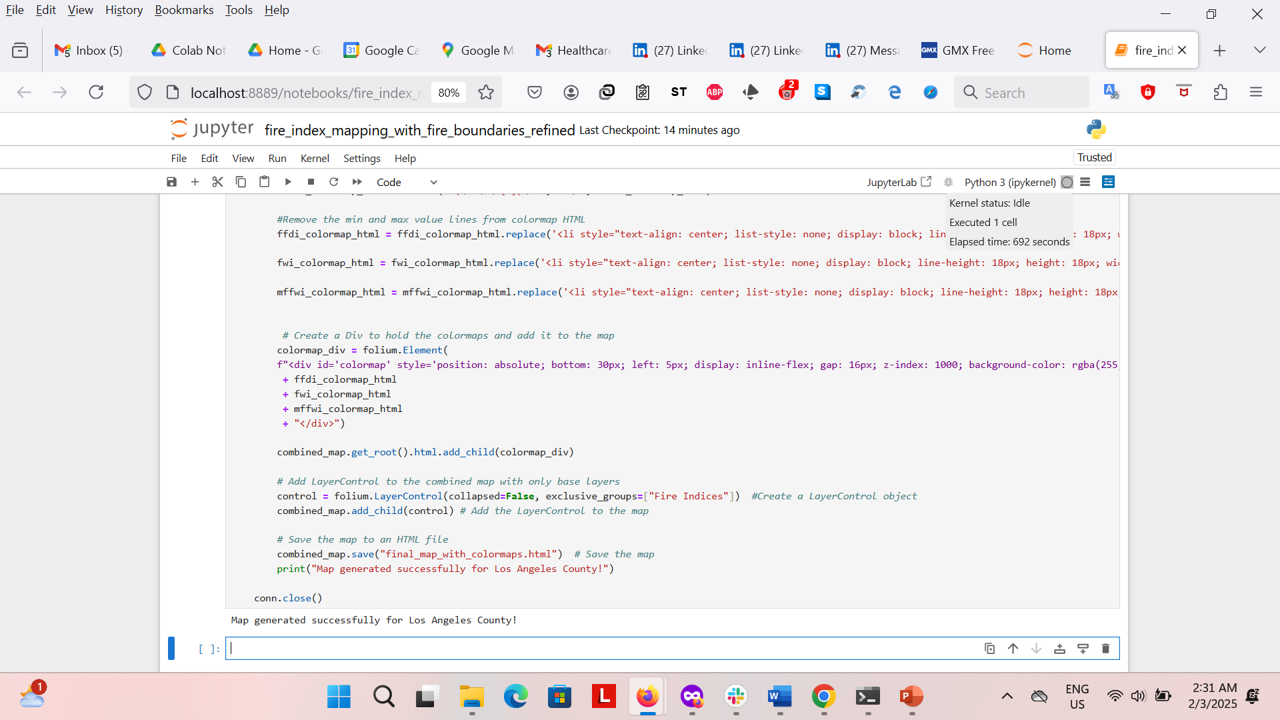 File Edit View History Bookmarks Tools Help
Inbox (5) Colab Not Home - G Google Ca Google M Healthcar (27) Linke (27) Linke (27) Messa GMX Free Home fire_ind
localhost:8889/notebooks/fire_index_n 80% ST ABP 2 Search
jupyter fire_index_mapping_with_fire_boundaries_refined Last Checkpoint: 14 minutes ago
File Edit View Run Kernel Settings Help Trusted
Code JupyterLab Python 3 (ipykernel)
Kernel status: Idle
Executed 1 cell
Elapsed time: 692 seconds
#Remove the min and max value lines from colormap HTML
ffdi_colormap_html = ffdi_colormap_html.replace('<li style="text-align: center; list-style: none; display: block; lin 18px; w
fwi_colormap_html = fwi_colormap_html.replace('<li style="text-align: center; list-style: none; display: block; line-height: 18px; height: 18px; wid
mffwi_colormap_html = mffwi_colormap_html.replace('<li style="text-align: center; list-style: none; display: block; line-height: 18px; height: 18px
# Create a Div to hold the colormaps and add it to the map
colormap_div = folium.Element(
f"<div id='colormap' style='position: absolute; bottom: 30px; left: 5px; display: inline-flex; gap: 16px; z-index: 1000; background-color: rgba(255,
+ ffdi_colormap_html
+ fwi_colormap_html
+ mffwi_colormap_html
+ "</div>")
combined_map.get_root().html.add_child(colormap_div)
# Add LayerControl to the combined map with only base layers
control = folium.LayerControl(collapsed=False, exclusive_groups=["Fire Indices"]) #Create a LayerControl object
combined_map.add_child(control) # Add the LayerControl to the map
# Save the map to an HTML file
combined_map.save("final_map_with_colormaps.html") # Save the map
print("Map generated successfully for Los Angeles County!")
conn.close()
Map generated successfully for Los Angeles County!
[ ]:
1 ENG 2:31 AM
US 2/3/2025